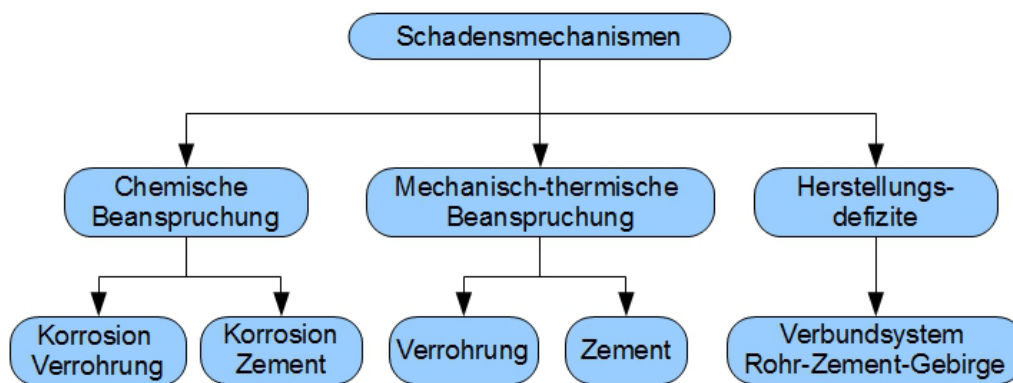 Schadensmechanismen
Chemische
Beanspruchung
Mechanisch-thermische
Beanspruchung
Herstellungs-
defizite
Korrosion
Verrohrung
Korrosion
Zement
Verrohrung
Zement
Verbundsystem
Rohr-Zement-Gebirge